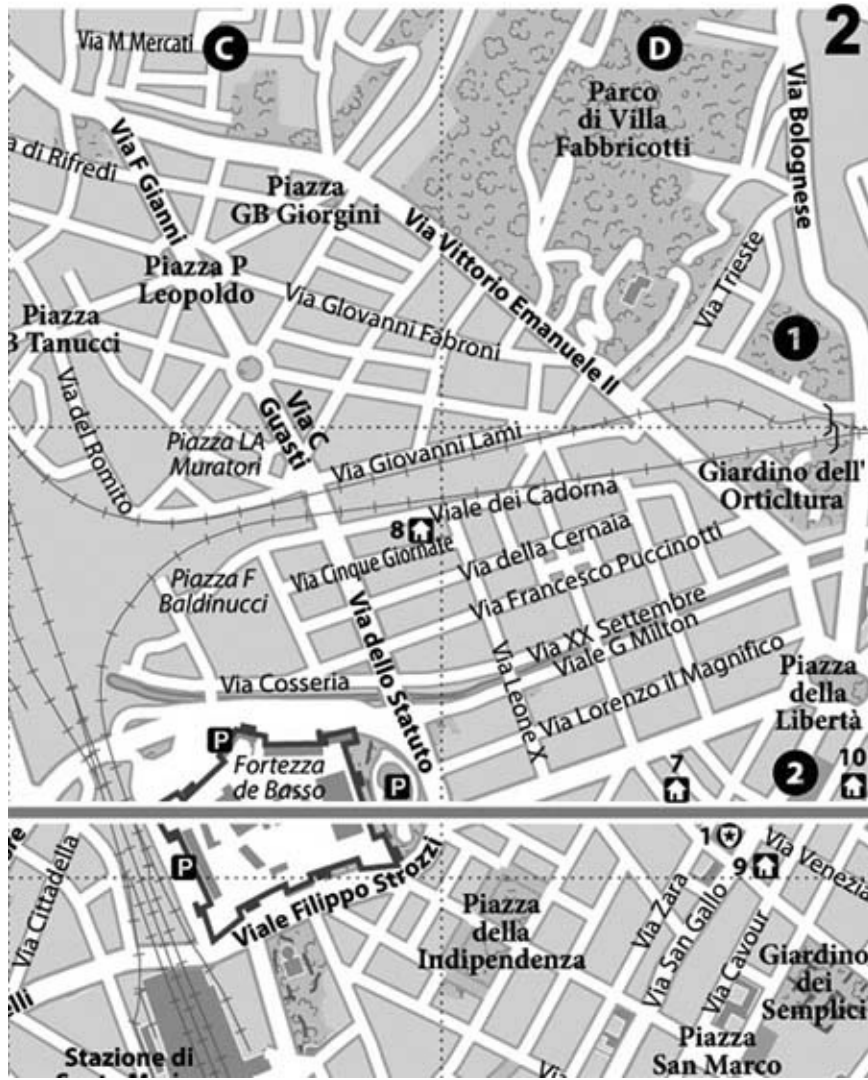 2
Via M Mercati
C
D
Parco
di Villa
Fabbricotti
Via Bolognese
Via F Gianni
a di Rifredi
Piazza
GB Giorgini
Via Vittorio Emanuele II
Piazza P
Leopoldo
Via GIovanni Fabroni
Via Trieste
Piazza
B Tanucci
1
Via del Romito
Via C
Guasti
Piazza LA
Muratori
Via Giovanni Lami
Giardino dell'
Orticltura
Viale dei Cadorna
8
Via Cinque Giornate
Via della Cernaia
Via Francesco Puccinotti
Piazza F
Baldinucci
Via dello Statuto
Via XX Settembre
Viale G Milton
Via Leone X
Via Lorenzo Il Magnifico
Via Cosseria
Piazza
della
Libertà
P
Fortezza
de Basso
P
7
2
10
1
9
Via Venezia
P
Via Cittadella
Viale Filippo Strozzi
Piazza
della
Indipendenza
Via Zara
Via San Gallo
Via Cavour
Giardino
dei
Semplici
elli
Piazza
San Marco
Stazione di